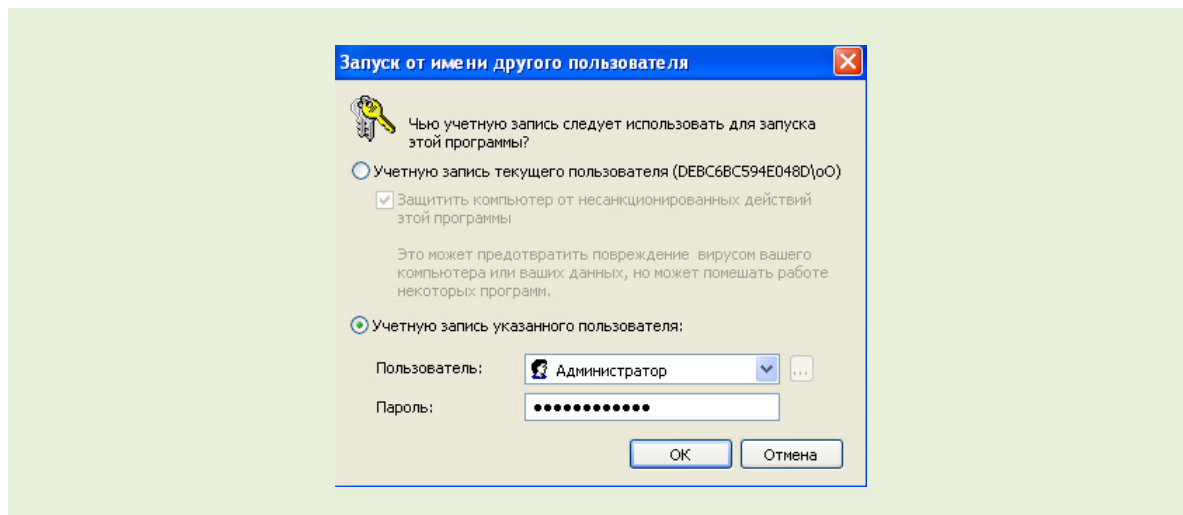 Запуск от имени другого пользователя
Чью учетную запись следует использовать для запуска
этой программы?
Учетную запись текущего пользователя (DEBC6BC594E048D\oO)
Защитить компьютер от несанкционированных действий
этой программы
Это может предотвратить повреждение вирусом вашего
компьютера или ваших данных, но может помешать работе
некоторых программ.
Учетную запись указанного пользователя:
Пользователь: Администратор ...
Пароль: ●●●●●●●●●●●●
ОК Отмена